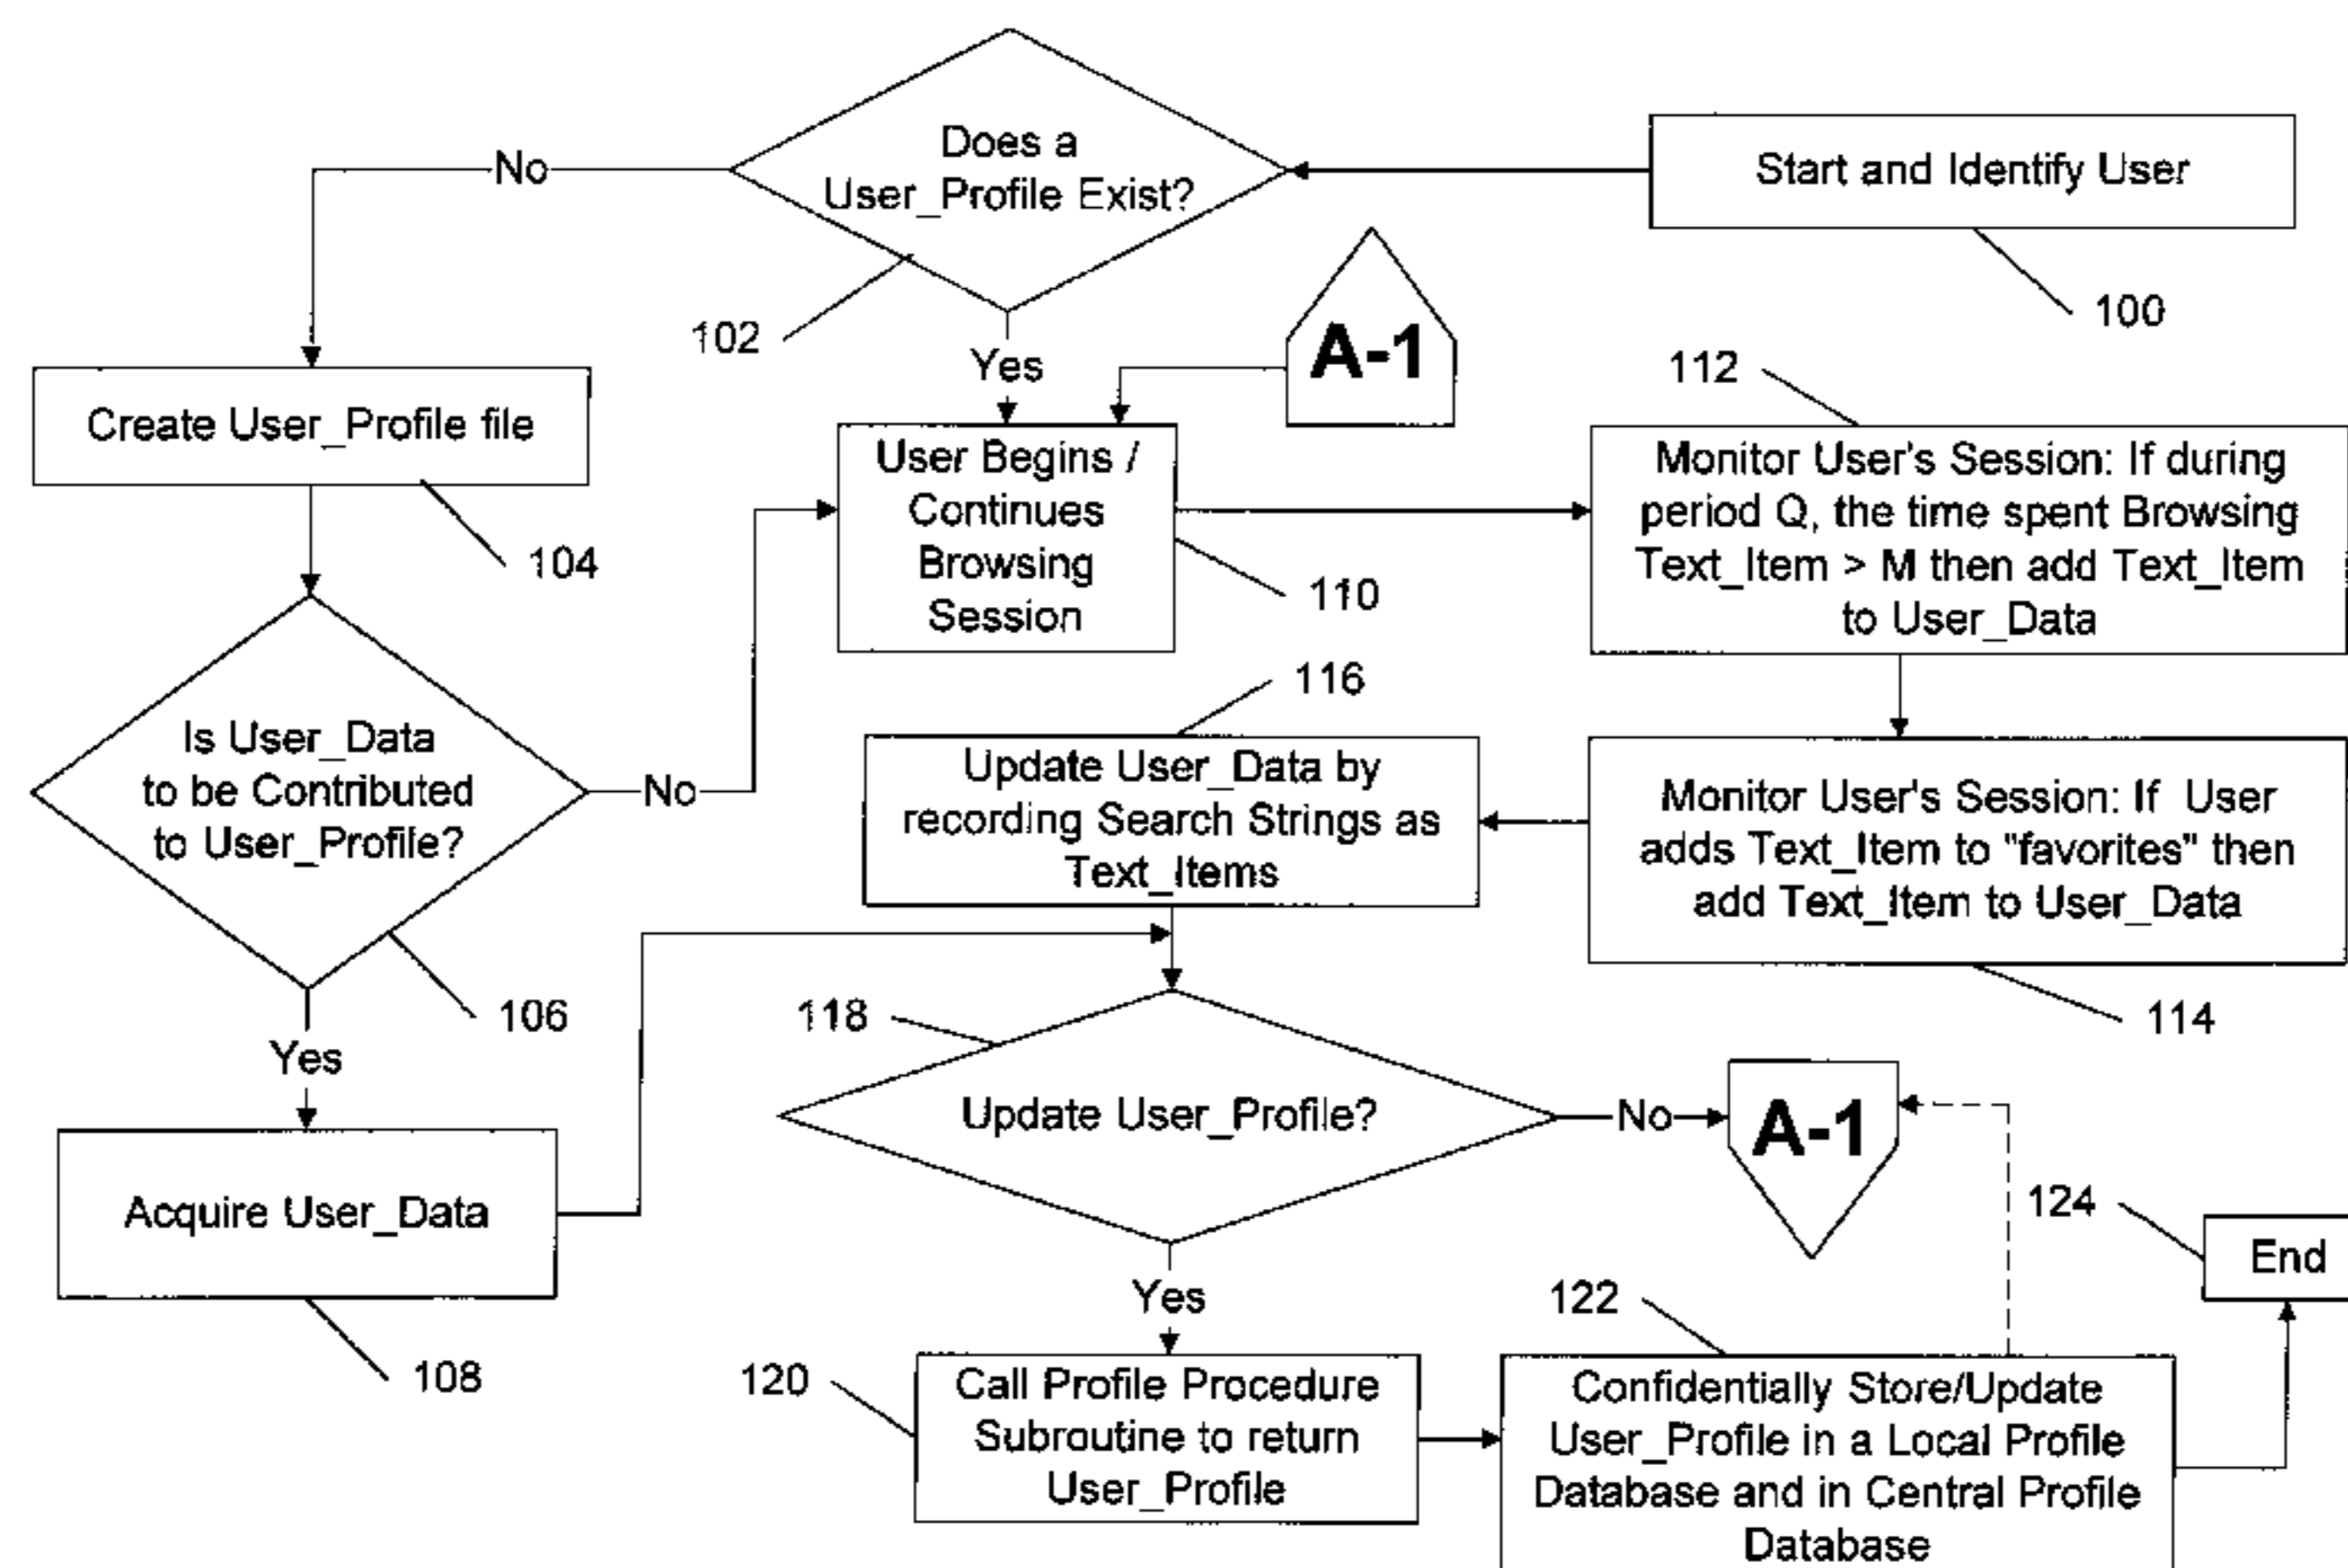 Does a
User_Profile Exist?
No
Start and Identify User
102
100
Yes
A-1
Create User_Profile file
104
User Begins /
Continues
Browsing
Session
110
112
Monitor User's Session: If during
period Q, the time spent Browsing
Text_Item > M then add Text_Item
to User_Data
Is User_Data
to be Contributed
to User_Profile?
No
106
Yes
116
Update User_Data by
recording Search Strings as
Text_Items
Monitor User's Session: If User
adds Text_Item to "favorites" then
add Text_Item to User_Data
114
118
Update User_Profile?
No
A-1
Acquire User_Data
108
Yes
124
End
120
Call Profile Procedure
Subroutine to return
User_Profile
122
Confidentially Store/Update
User_Profile in a Local Profile
Database and in Central Profile
Database